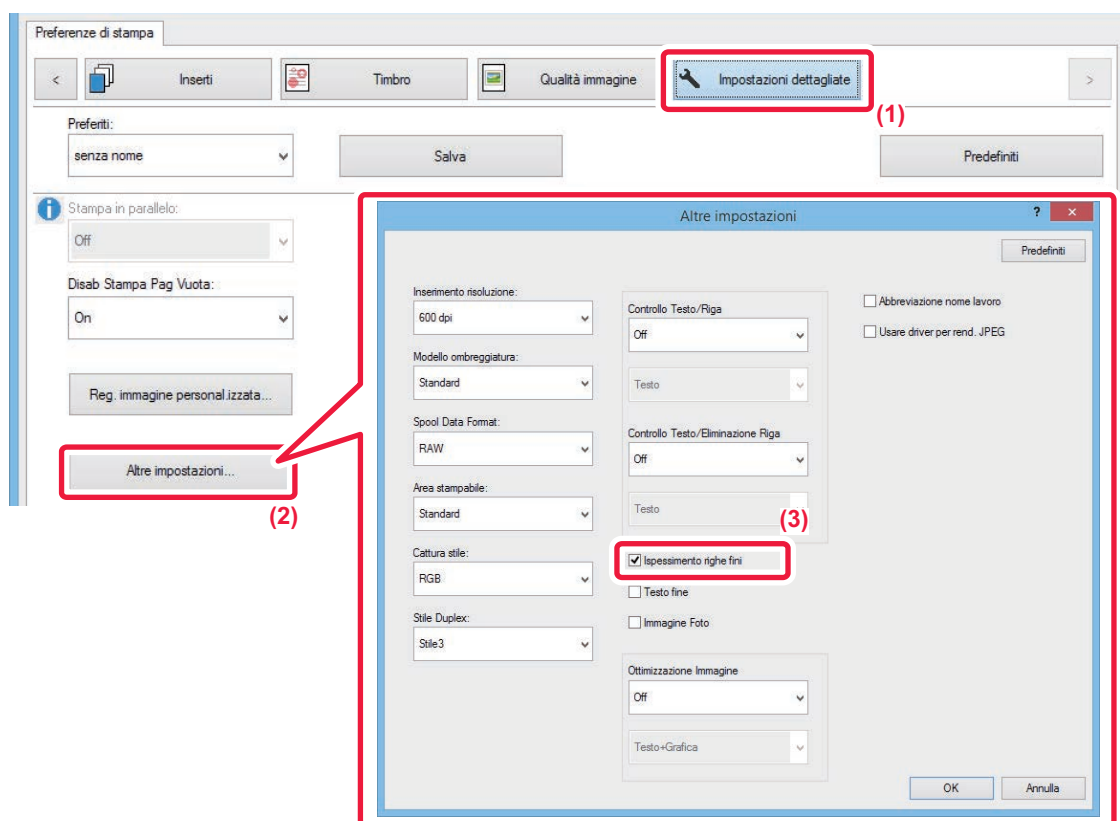 Preferenze di stampa
<
Inserti
Timbro
Qualità immagine
Impostazioni dettagliate
>
(1)
Preferiti:
senza nome
Salva
Predefiniti
Stampa in parallelo:
Off
Disab Stampa Pag Vuota:
On
Reg. immagine personal.izzata...
Altre impostazioni...
(2)
Altre impostazioni
?
×
Predefiniti
Inserimento risoluzione:
600 dpi
Modello ombreggiatura:
Standard
Spool Data Format:
RAW
Area stampabile:
Standard
Cattura stile:
RGB
Stile Duplex:
Stile3
Controllo Testo/Riga
Off
Testo
Controllo Testo/Eliminazione Riga
Off
Testo
(3)
Ispessimento righe fini
Testo fine
Immagine Foto
Ottimizzazione Immagine
Off
Testo+Grafica
Abbreviazione nome lavoro
Usare driver per rend. JPEG
OK
Annulla